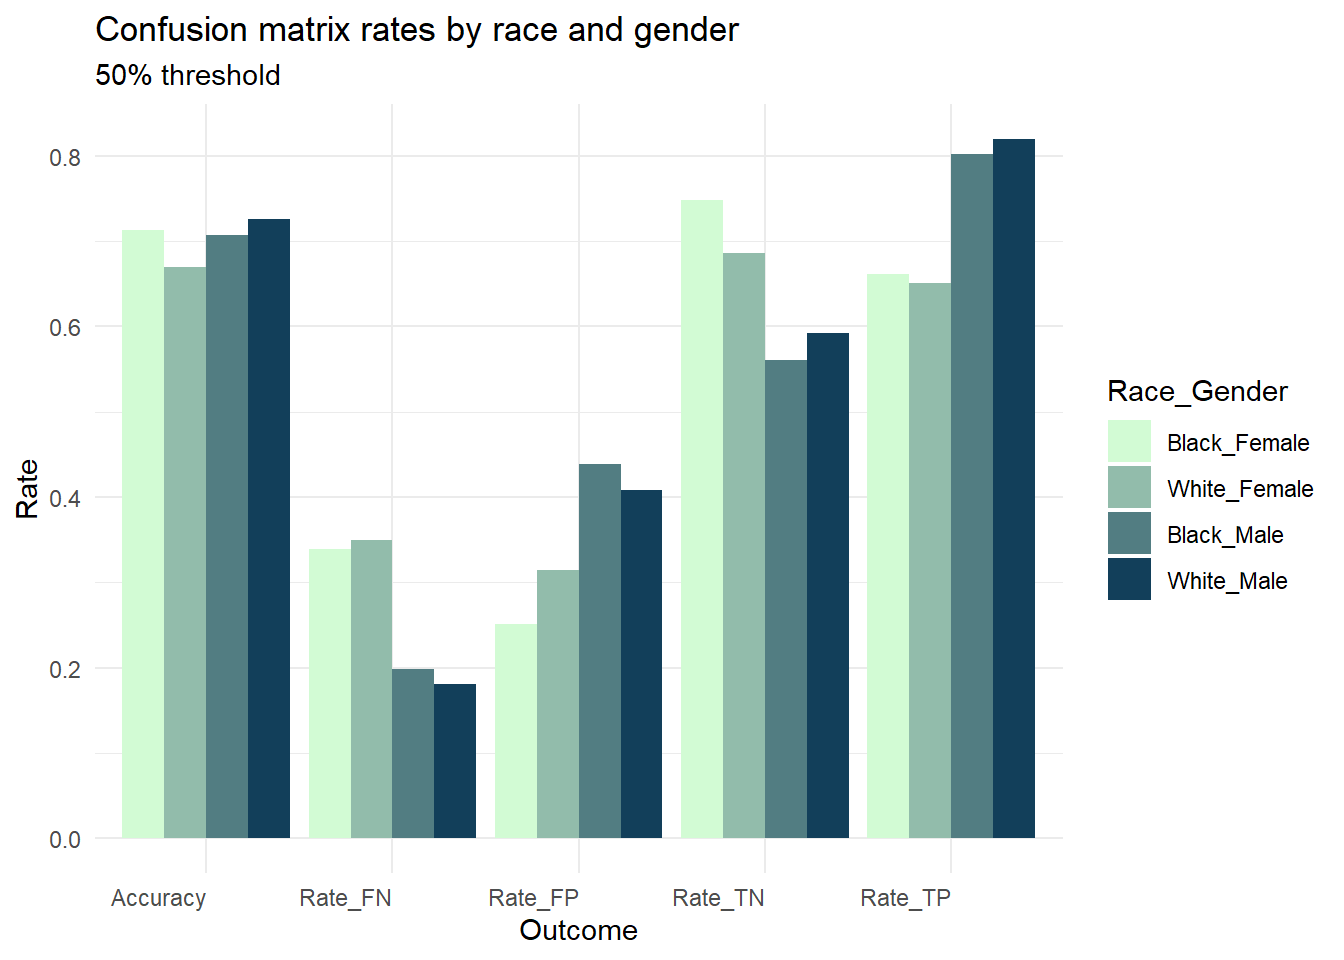 Confusion matrix rates by race and gender
50% threshold
0.8
0.6
0.4
0.2
0.0
Rate
Accuracy
Rate_FN
Rate_FP
Rate_TN
Rate_TP
Outcome
Race_Gender
Black_Female
White_Female
Black_Male
White_Male